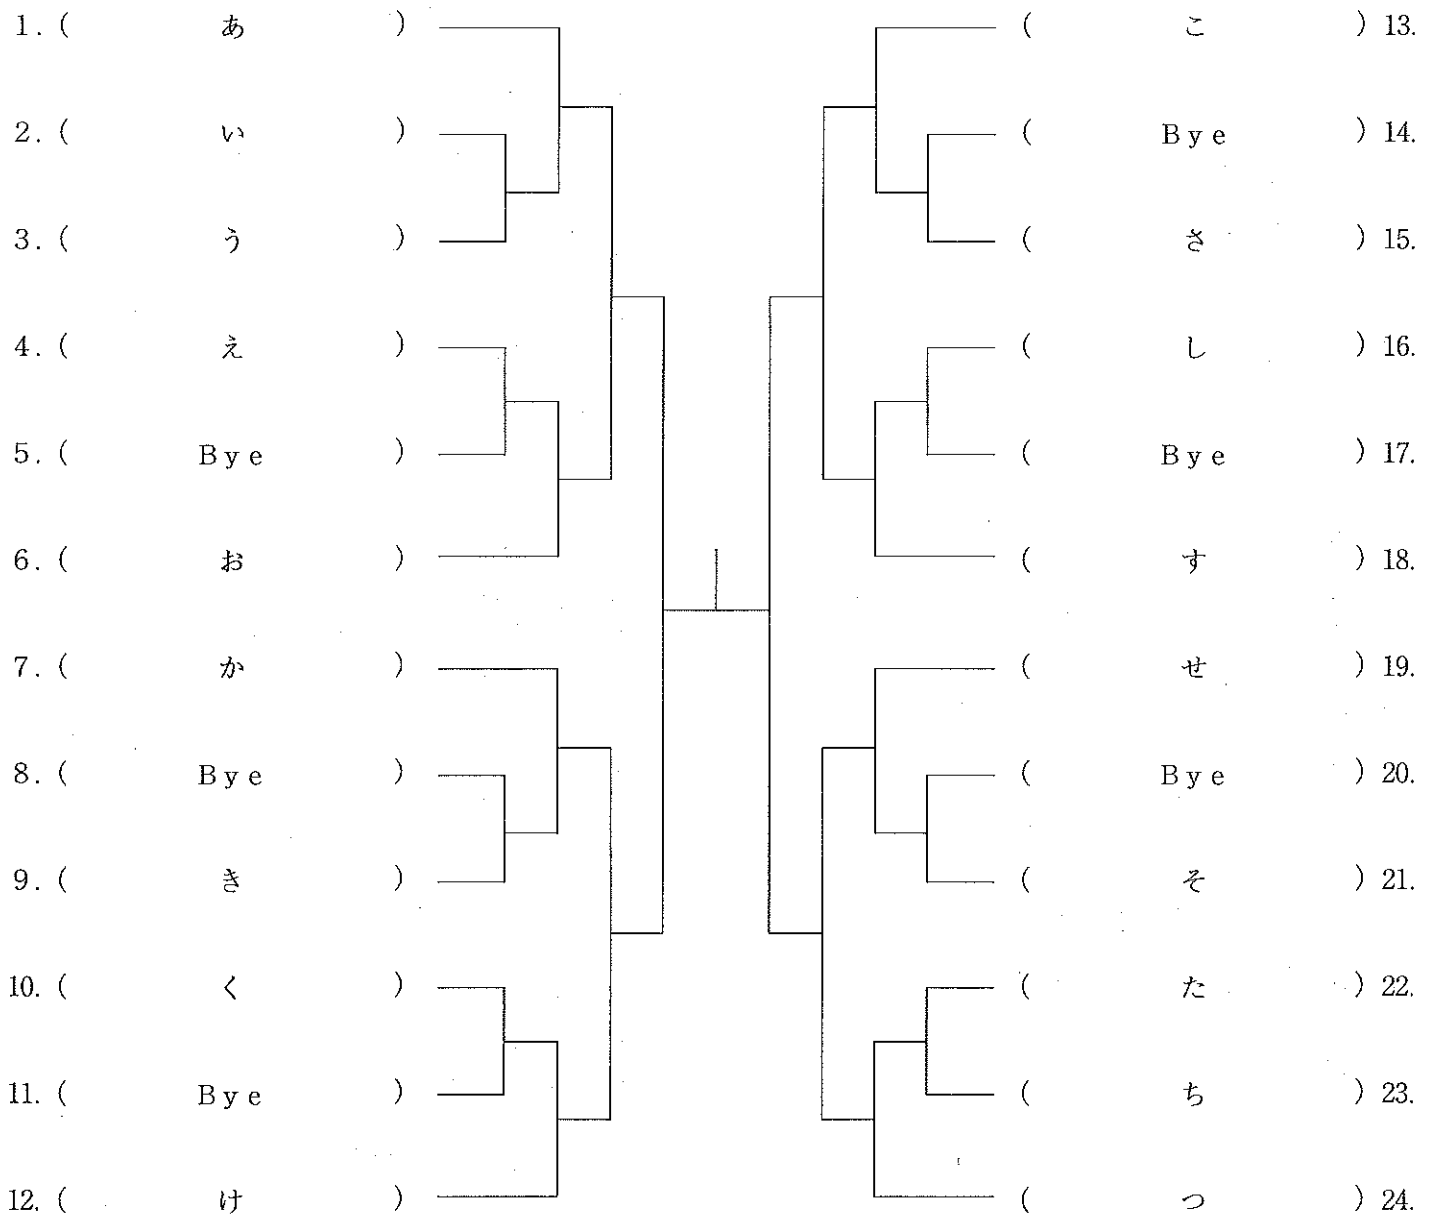 1. ( あ ) ( こ ) 13.
2. ( い ) ( Bye ) 14.
3. ( う ) ( さ ) 15.
4. ( え ) ( し ) 16.
5. ( Bye ) ( Bye ) 17.
6. ( お ) ( す ) 18.
7. ( か ) ( せ ) 19.
8. ( Bye ) ( Bye ) 20.
9. ( き ) ( そ ) 21.
10. ( く ) ( た ) 22.
11. ( Bye ) ( ち ) 23.
12. ( け ) ( つ ) 24.